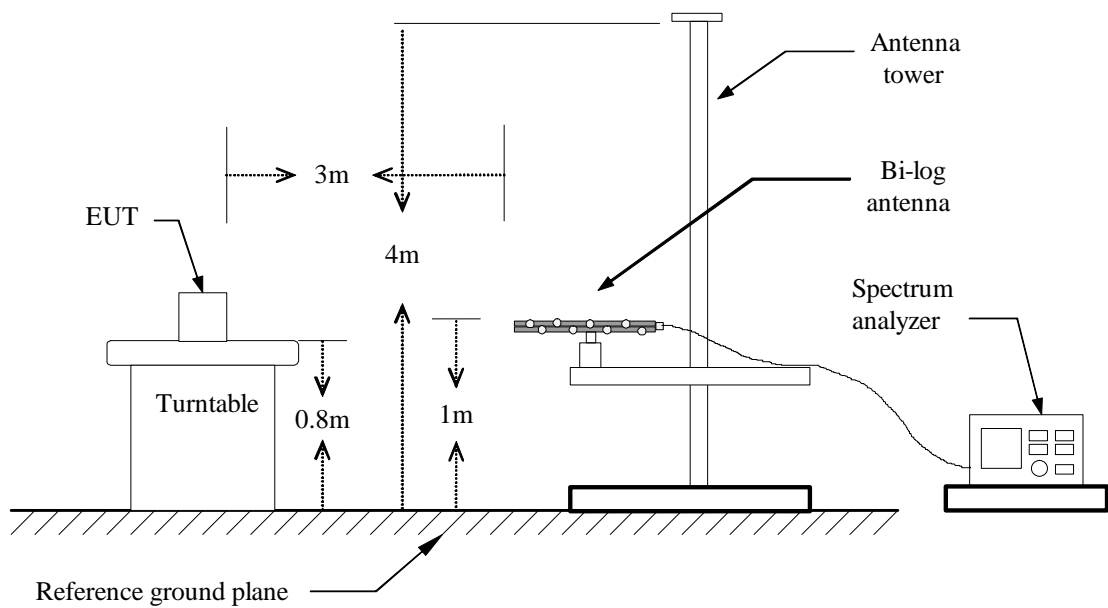 Antenna
tower
3m
Bi-log
antenna
EUT
4m
Spectrum
analyzer
Turntable
0.8m
1m
Reference ground plane